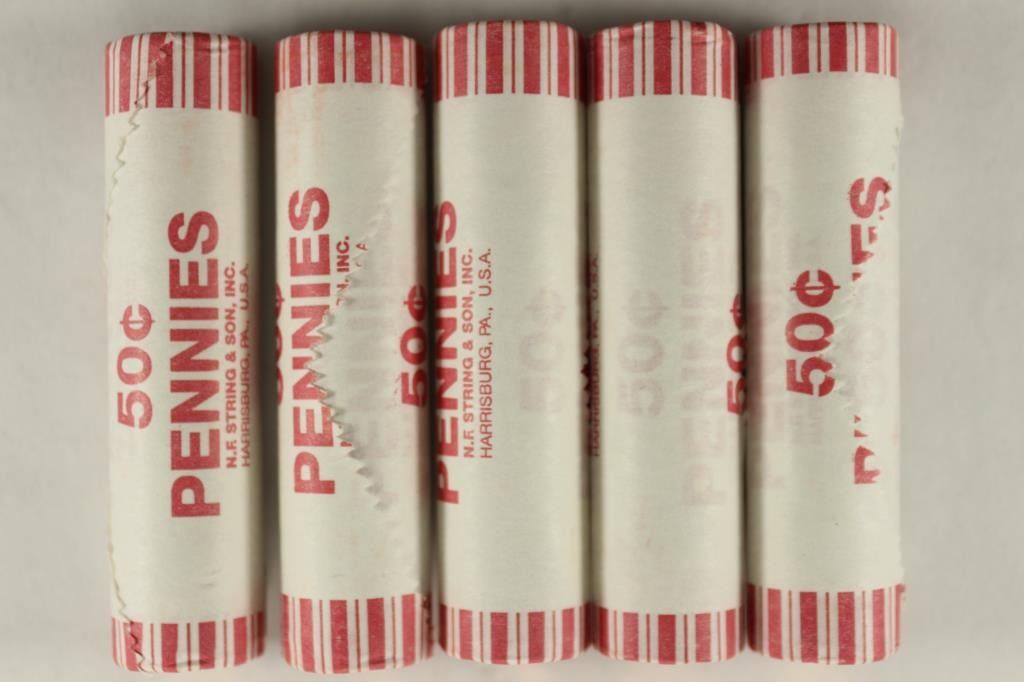 50¢
PENNIES
N.F. STRING & SON, INC.
HARRISBURG, PA., U.S.A.
PENNIES
INC.
50¢
PENNIES
N.F. STRING & SON, INC.
HARRISBURG, PA., U.S.A.
50¢
50¢
PENNIES
50¢